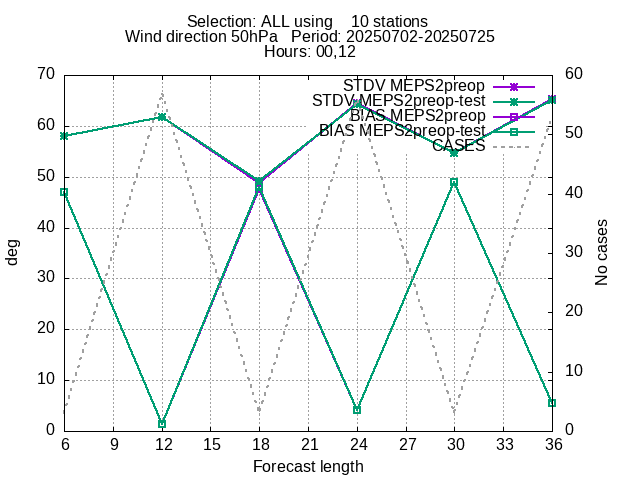 Selection: ALL using    10 stations
Wind direction 50hPa   Period: 20250702-20250725
Hours: 00,12
STDV MEPS2preop
STDV MEPS2preop-test
BIAS MEPS2preop
BIAS MEPS2preop-test
CASES
70
60
50
40
30
20
10
0
deg
60
50
40
30
20
10
0
No cases
6 9 12 15 18 21 24 27 30 33 36
Forecast length